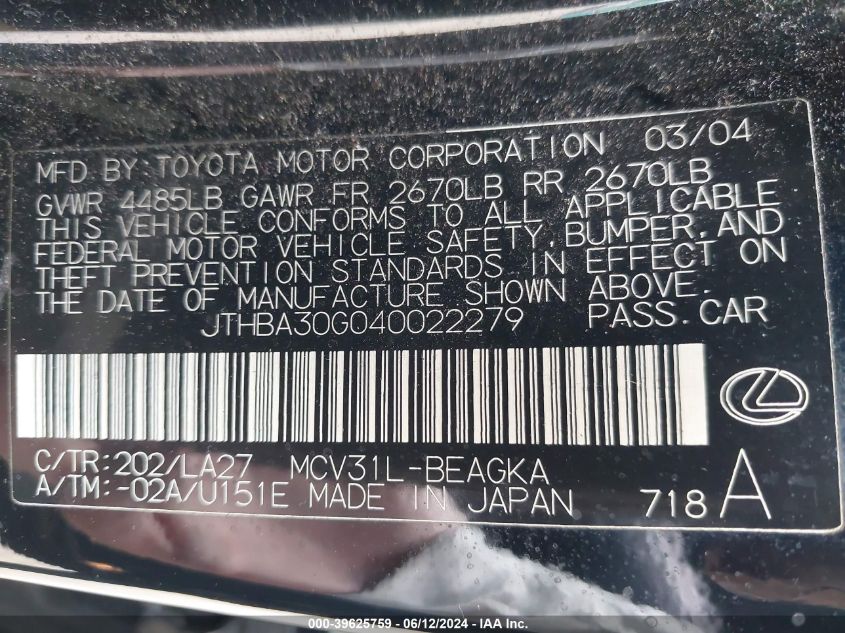 MFD BY: TOYOTA MOTOR CORPORATION 03/04
GVWR 4485LB GAWR FR 2670LB RR 2670LB
THIS VEHICLE CONFORMS TO ALL APPLICABLE
FEDERAL MOTOR VEHICLE SAFETY, BUMPER, AND
THEFT PREVENTION STANDARDS IN EFFECT ON
THE DATE OF MANUFACTURE SHOWN ABOVE.
JTHBA30G040022279 PASS. CAR
C/TR: 202/LA27 MCV31L-BEAGKA
A/TM: -02A/U151E MADE IN JAPAN 718 A
000-39625759 - 06/12/2024 - IAA Inc.